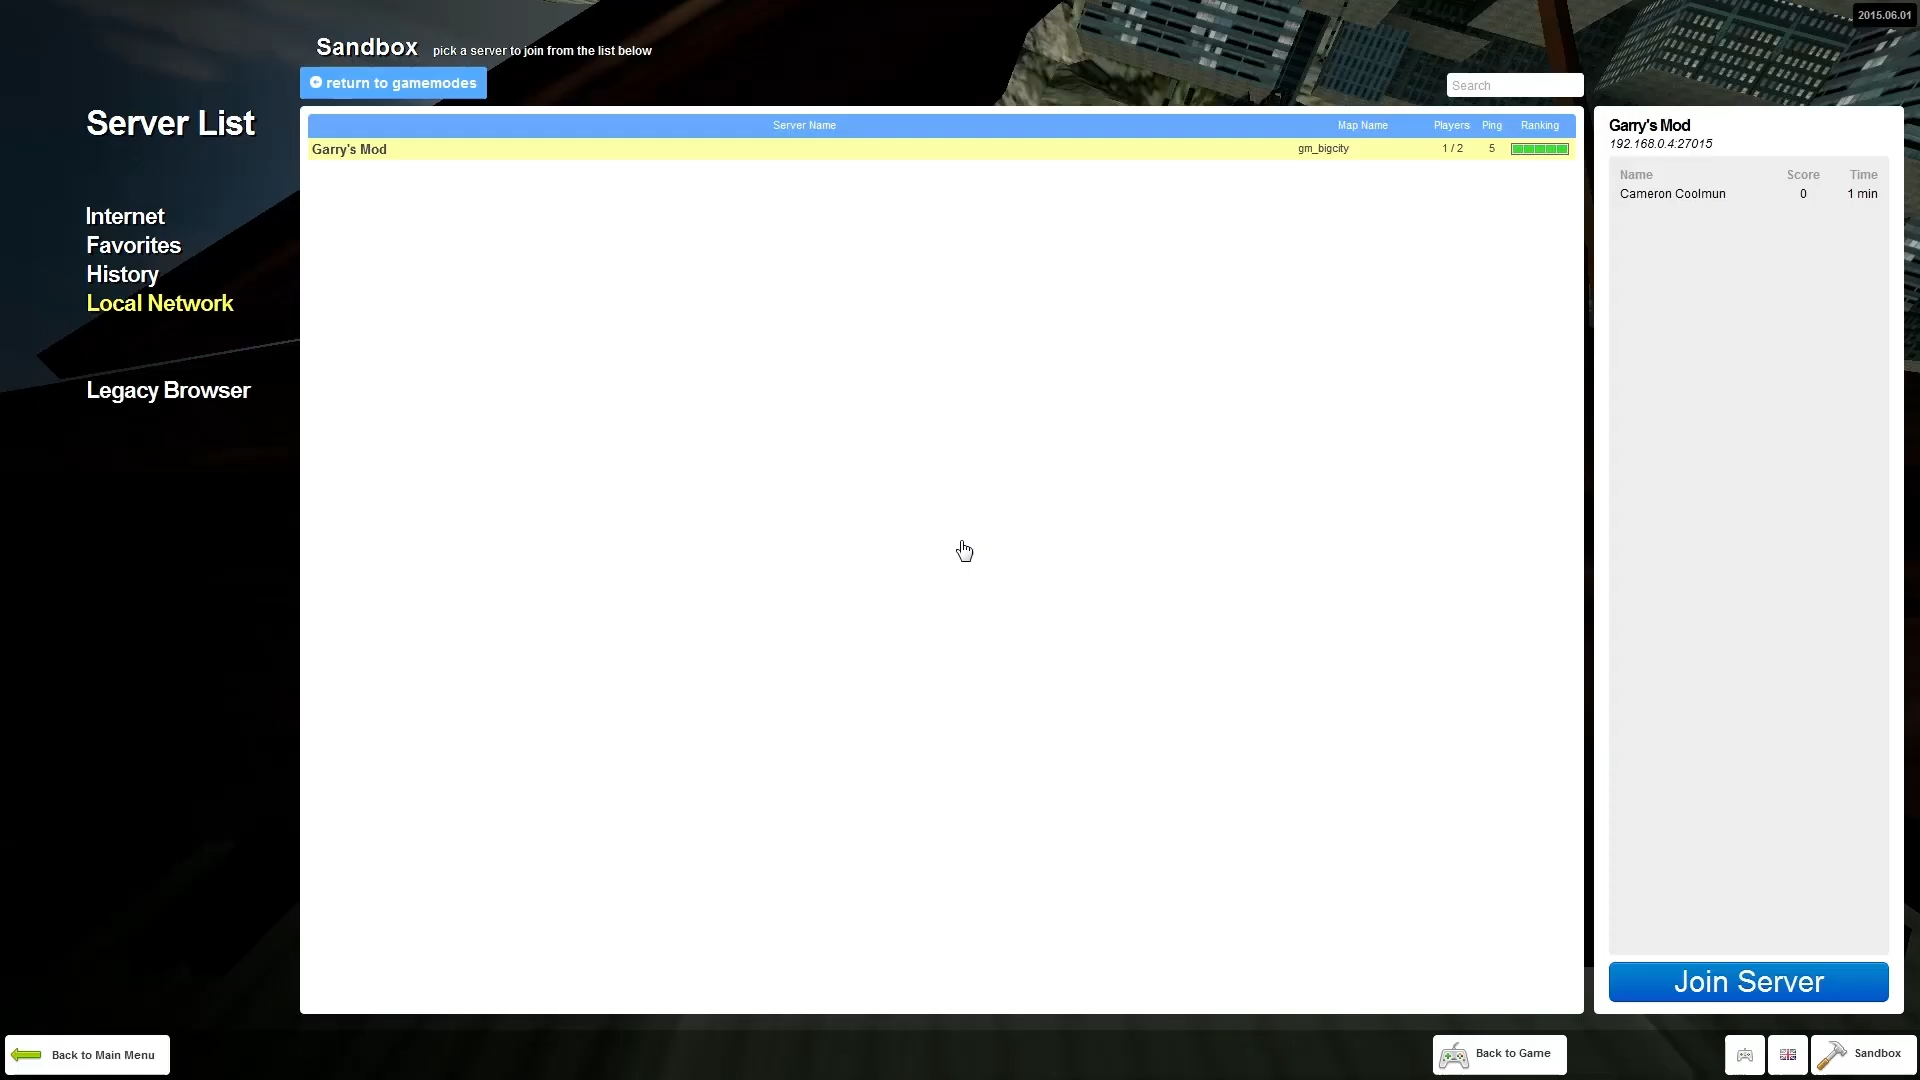 2015.06.01
Sandbox pick a server to join from the list below
return to gamemodes
Search
Server List
Internet
Favorites
History
Local Network
Legacy Browser
Server Name Map Name Players Ping Ranking
Garry's Mod gm_bigcity 1 / 2 5
Garry's Mod
192.168.0.4:27015
Name Score Time
Cameron Coolmun 0 1 min
Join Server
Back to Main Menu
Back to Game
Sandbox